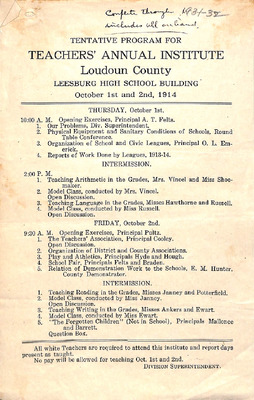 Complete through 1931-32
includes all on hand
TENTATIVE PROGRAM FOR
TEACHERS' ANNUAL INSTITUTE
Loudoun County
LEESBURG HIGH SCHOOL BUILDING
October 1st and 2nd, 1914
THURSDAY, October 1st.
10:00 A. M. Opening Exercises, Principal A. T. Felts.
1. Our Problems, Div. Superintendent.
2. Physical Equipment and Sanitary Conditions of Schools, Round
Table Conference.
3. Organization of School and Civic Leagues, Principal O. L. Em-
erick.
4. Reports of Work Done by Leagues, 1913-14.
INTERMISSION.
2:00 P. M.
1. Teaching Arithmetic in the Grades, Mrs. Vincel and Miss Shoe-
maker.
2. Model Class, conducted by Mrs. Vincel.
Open Discussion.
3. Teaching Language in the Grades, Misses Hawthorne and Russell.
4. Model Class, conducted by Miss Russell.
Open Discussion.
FRIDAY, October 2nd.
9:30 A. M. Opening Exercises, Principal Fultz.
1. The Teachers' Association, Principal Cooley.
Open Discussion.
2. Organization of District and County Associations.
3. Play and Athletics, Principals Hyde and Hough.
4. School Fair, Principals Felts and Braden.
5. Relation of Demonstration Work to the Schools, E. M. Hunter,
County Demonstrator.
INTERMISSION.
1. Teaching Reading in the Grades, Misses Janney and Potterfield.
2. Model Class, conducted by Miss Janney.
Open Discussion.
3. Teaching Writing in the Grades, Misses Ankers and Ewart.
4. Model Class, conducted by Miss Ewart.
5. "The Forgotten Children" (Not in School), Principals Mallonee
and Barrett.
Question Box.
All white Teachers are required to attend this institute and report days
present as taught.
No pay will be allowed for teaching Oct. 1st and 2nd.
DIVISION SUPERINTENDENT.